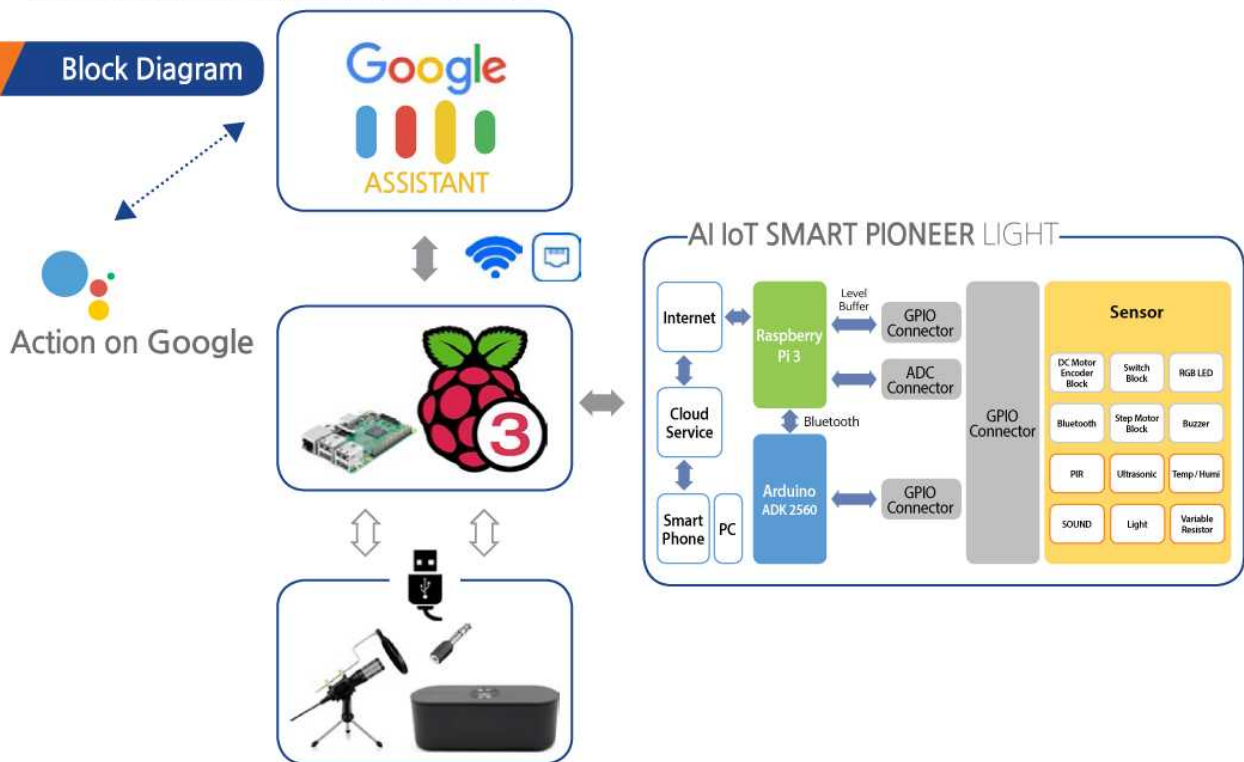 Block Diagram
Google
ASSISTANT
Action on Google
3
AI IoT SMART PIONEER LIGHT
Internet
Cloud
Service
Smart
Phone
PC
Raspberry
Pi 3
Bluetooth
Arduino
ADK 2560
Level
Buffer
GPIO
Connector
ADC
Connector
GPIO
Connector
GPIO
Connector
Sensor
DC Motor
Encoder
Block
Switch
Block
RGB LED
Bluetooth
Step Motor
Block
Buzzer
PIR
Ultrasonic
Temp / Humi
SOUND
Light
Variable
Resistor